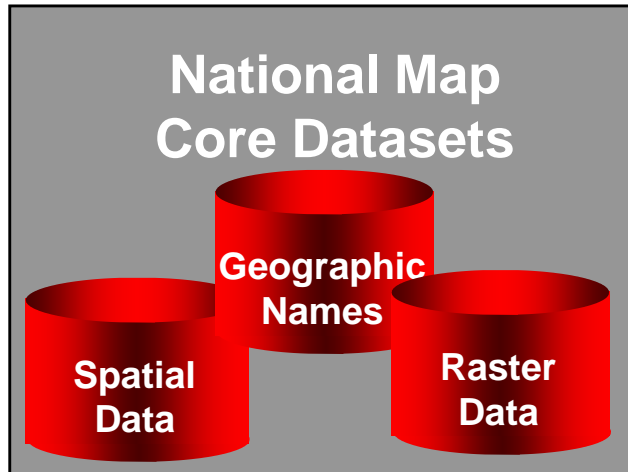 National Map
Core Datasets
Geographic
Names
Spatial
Data
Raster
Data